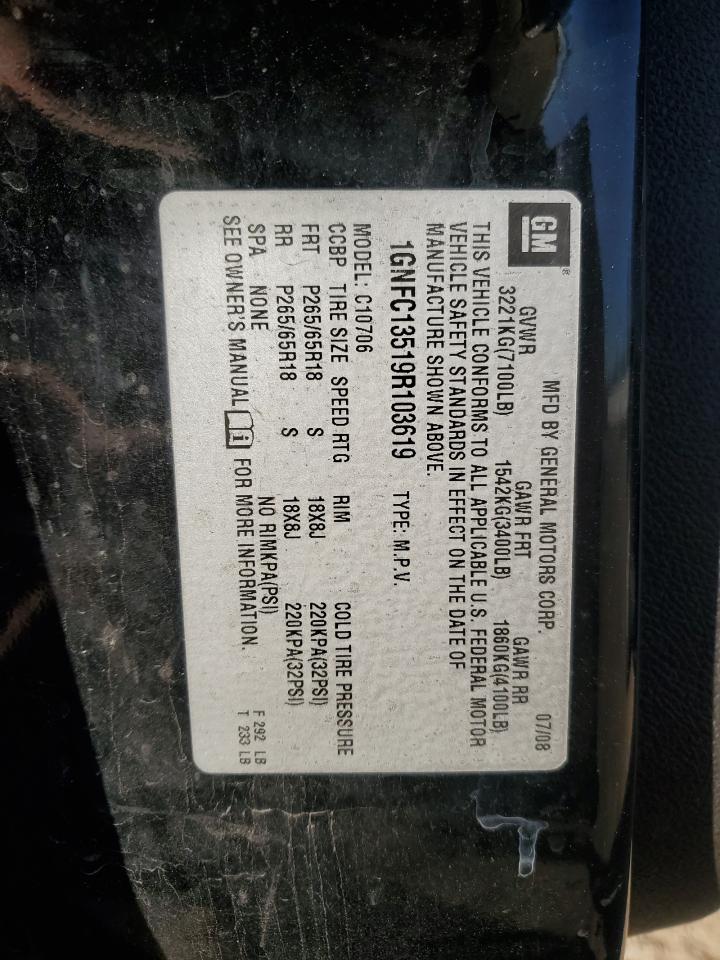 GM ®
MFD BY GENERAL MOTORS CORP. 07/08
GVWR GAWR FRT GAWR RR
3221KG(7100LB) 1542KG(3400LB) 1860KG(4100LB)
THIS VEHICLE CONFORMS TO ALL APPLICABLE U.S. FEDERAL MOTOR
VEHICLE SAFETY STANDARDS IN EFFECT ON THE DATE OF
MANUFACTURE SHOWN ABOVE.
1GNFC13519R103619 TYPE: M.P.V.
MODEL: C10706
CCBP TIRE SIZE SPEED RTG RIM COLD TIRE PRESSURE
FRT P265/65R18 S 18X8J 220KPA(32PSI)
RR P265/65R18 S 18X8J 220KPA(32PSI)
SPA NONE NO RIMKPA(PSI) F 292 LB
SEE OWNER'S MANUAL i FOR MORE INFORMATION. T 233 LB